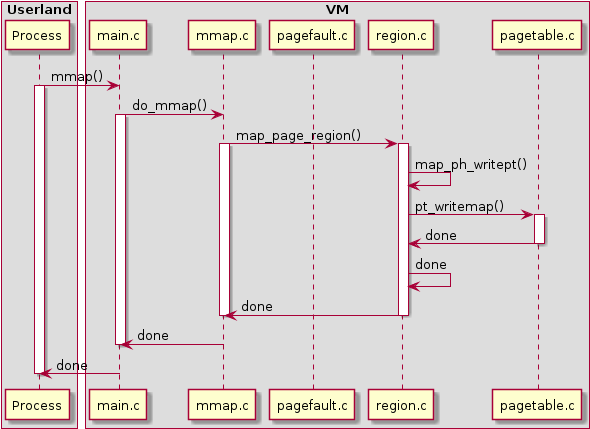 Userland
VM
Process
main.c
mmap.c
pagefault.c
region.c
pagetable.c
mmap()
do_mmap()
map_page_region()
map_ph_writept()
pt_writemap()
done
done
done
done
done
Process
main.c
mmap.c
pagefault.c
region.c
pagetable.c